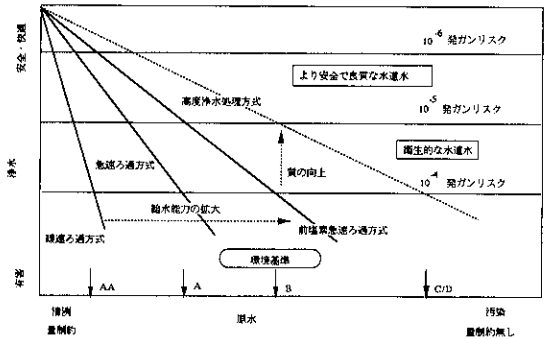 安全・快適
浄水
有害
10⁻⁶ 発ガンリスク
より安全で良質な水道水
高度浄水処理方式
10⁻⁵ 発ガンリスク
衛生的な水道水
急速ろ過方式
質の向上
10⁻⁴ 発ガンリスク
給水能力の拡大
緩速ろ過方式
前塩素急速ろ過方式
環境基準
AA
A
B
C/D
清冽
原水
汚染
量制約
量制約無し